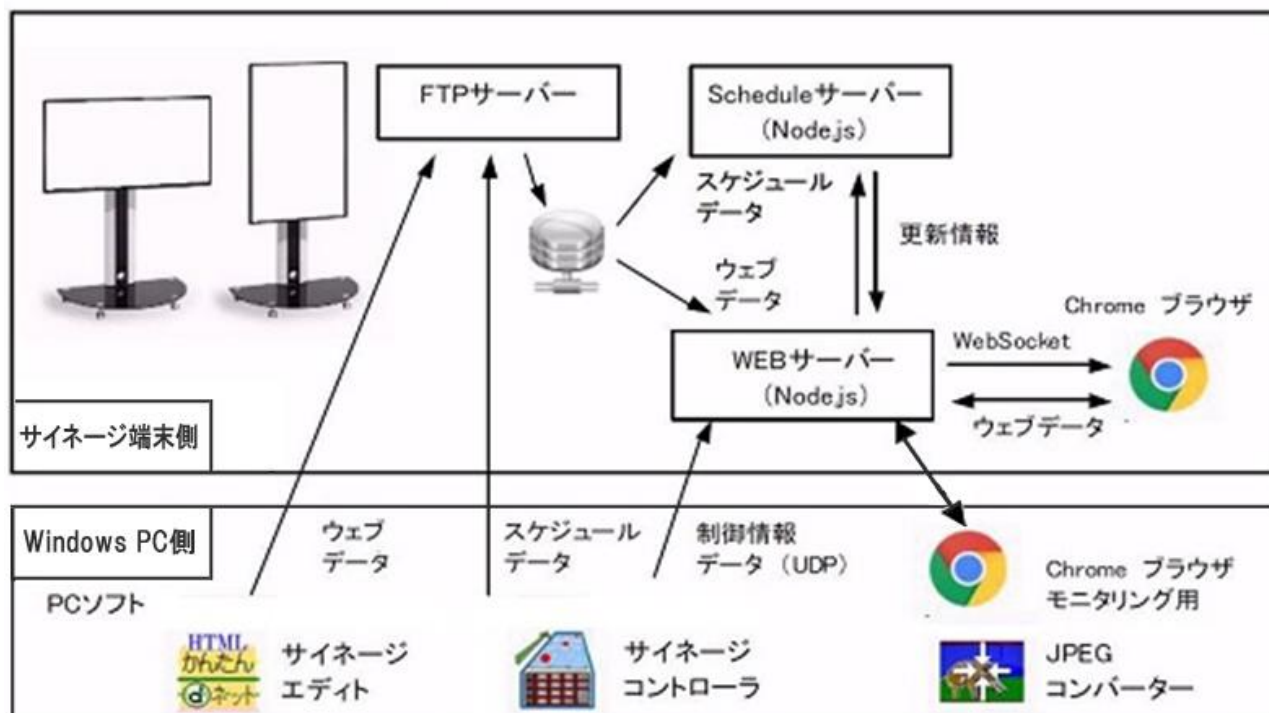 FTPサーバー
Scheduleサーバー
(Node.js)
スケジュール
データ
更新情報
ウェブ
データ
Chrome ブラウザ
WebSocket
WEBサーバー
(Node.js)
ウェブデータ
サイネージ端末側
Windows PC側
ウェブ
データ
スケジュール
データ
制御情報
データ（UDP）
PCソフト
Chrome ブラウザ
モニタリング用
HTML
かんたん
dネット
サイネージ
エディト
サイネージ
コントローラ
JPEG
コンバーター